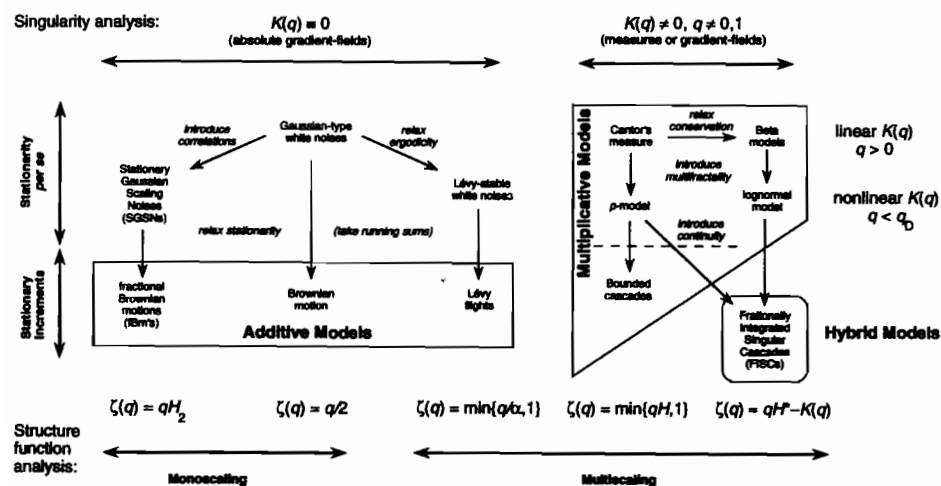 Singularity analysis:
K(q) = 0
(absolute gradient-fields)
K(q) ≠ 0, q ≠ 0,1
(measures or gradient-fields)
Stationarity
per se
Stationary
Increments
introduce
correlations
Gaussian-type
white noises
relax
ergodicity
Stationary
Gaussian
Scaling
Noises
(SGSNs)
Lévy-stable
white noises
relax stationarity
(take running sums)
fractional
Brownian
motions
(fBm's)
Brownian
motion
Lévy
flights
Additive Models
Multiplicative Models
Cantor's
measure
relax
conservation
Beta
models
introduce
multifractality
p-model
lognormal
model
introduce
continuity
Bounded
cascades
Frationally
Integrated
Singular
Cascades
(FISCs)
Hybrid Models
linear K(q)
q > 0
nonlinear K(q)
q < q_D
ζ(q) = qH₂
ζ(q) = q/2
ζ(q) = min{q/α,1}
ζ(q) = min{qH,1}
ζ(q) = qH*−K(q)
Structure
function
analysis:
Monoscaling
Multiscaling